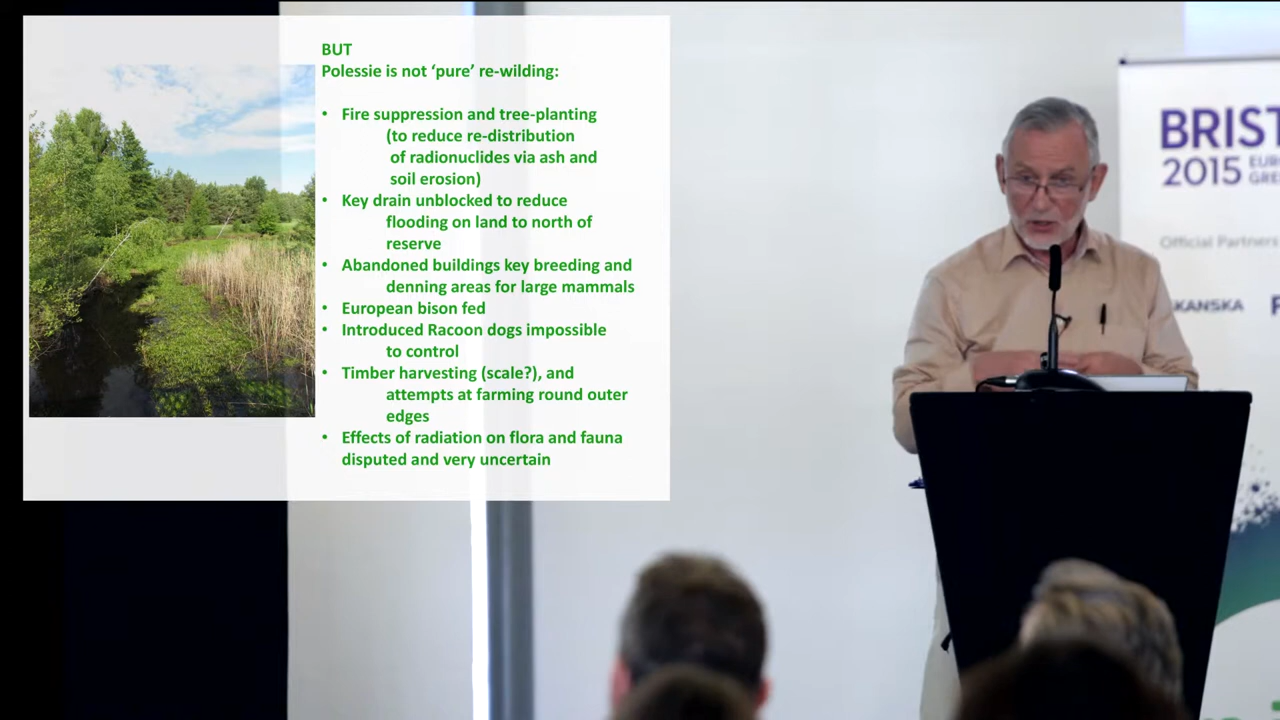 BUT
Polessie is not ‘pure’ re-wilding:
• Fire suppression and tree-planting
(to reduce re-distribution
of radionuclides via ash and
soil erosion)
• Key drain unblocked to reduce
flooding on land to north of
reserve
• Abandoned buildings key breeding and
denning areas for large mammals
• European bison fed
• Introduced Racoon dogs impossible
to control
• Timber harvesting (scale?), and
attempts at farming round outer
edges
• Effects of radiation on flora and fauna
disputed and very uncertain
BRIST
2015 EUR
GRE
Official Partners
KANSKA